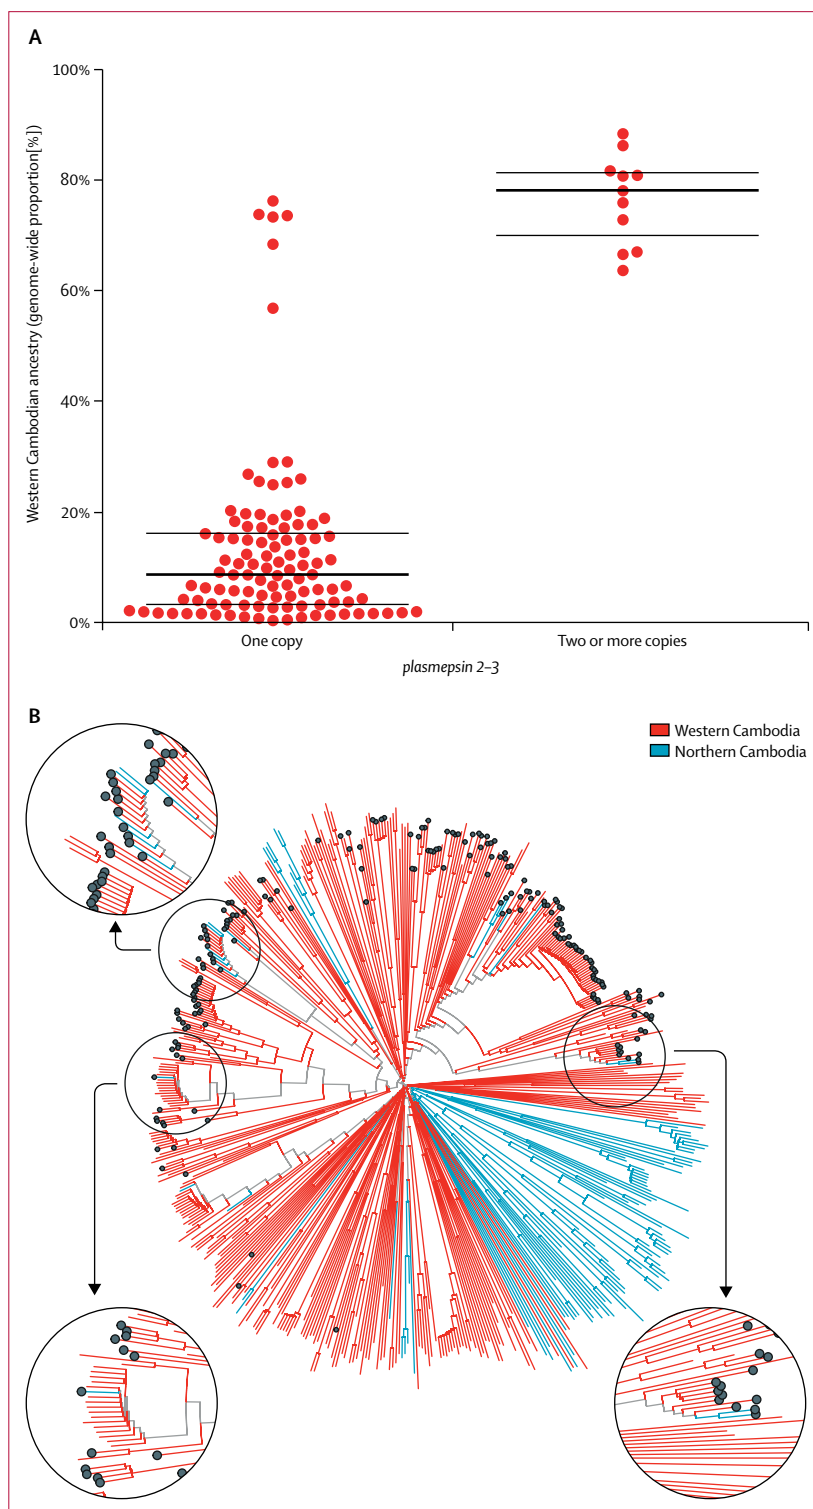 A
Western Cambodian ancestry (genome-wide proportion[%])
100%
80%
60%
40%
20%
0%
One copy
Two or more copies
plasmepsin 2–3
B
Western Cambodia
Northern Cambodia